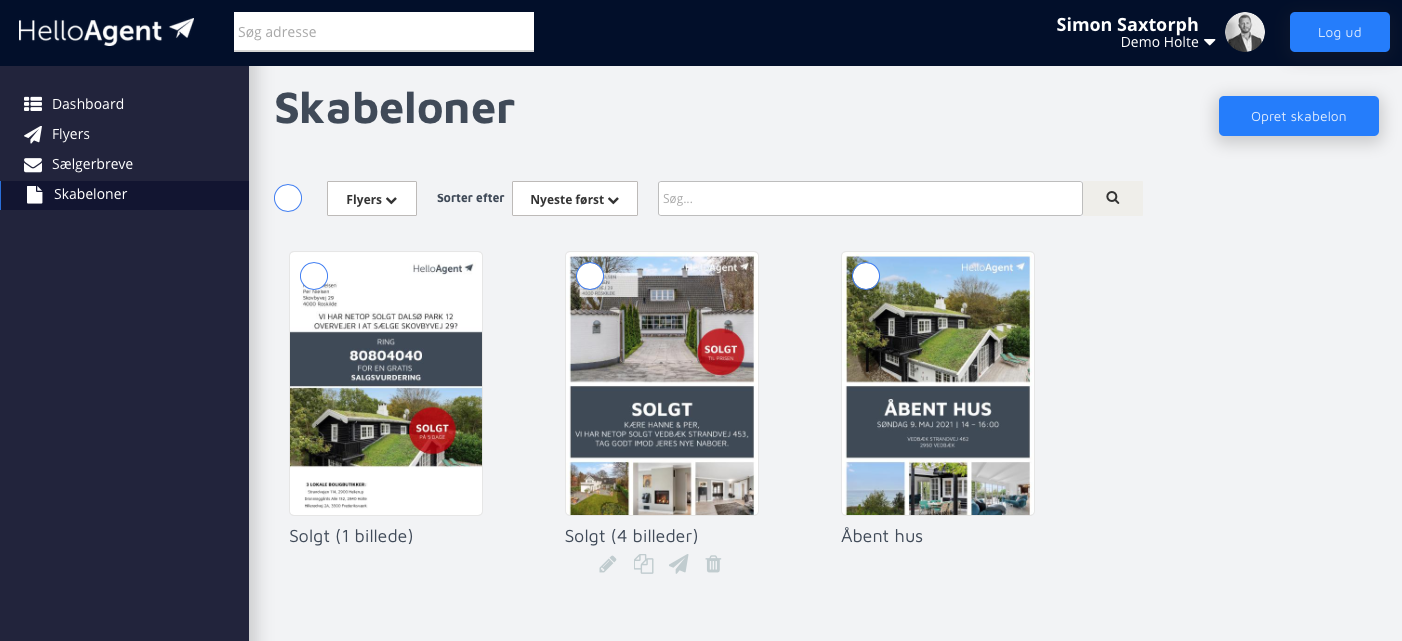 HelloAgent
Søg adresse
Simon Saxtorph
Demo Holte
Log ud
Dashboard
Flyers
Sælgerbreve
Skabeloner
Skabeloner
Opret skabelon
Flyers
Sorter efter
Nyeste først
Søg...
HelloAgent
Skovbyvej 29
4000 Roskilde
VI HAR NETOP SOLGT DALSØ PARK 12
OVERVEJER I AT SÆLGE SKOVBYVEJ 29?
RING
80804040
FOR EN GRATIS
SALGSVURDERING
SOLGT
PÅ 5 DAGE
3 LOKALE BOLIGBUTIKKER:
Solgt (1 billede)
HelloAgent
SOLGT
TIL PRISEN
SOLGT
KÆRE HANNE & PER,
VI HAR NETOP SOLGT VEDBÆK STRANDVEJ 453,
TAG GODT IMOD JERES NYE NABOER.
Solgt (4 billeder)
HelloAgent
ÅBENT HUS
SØNDAG 9. MAJ 2021 | 14 – 16:00
VEDBÆK STRANDVEJ 462
2950 VEDBÆK
Åbent hus